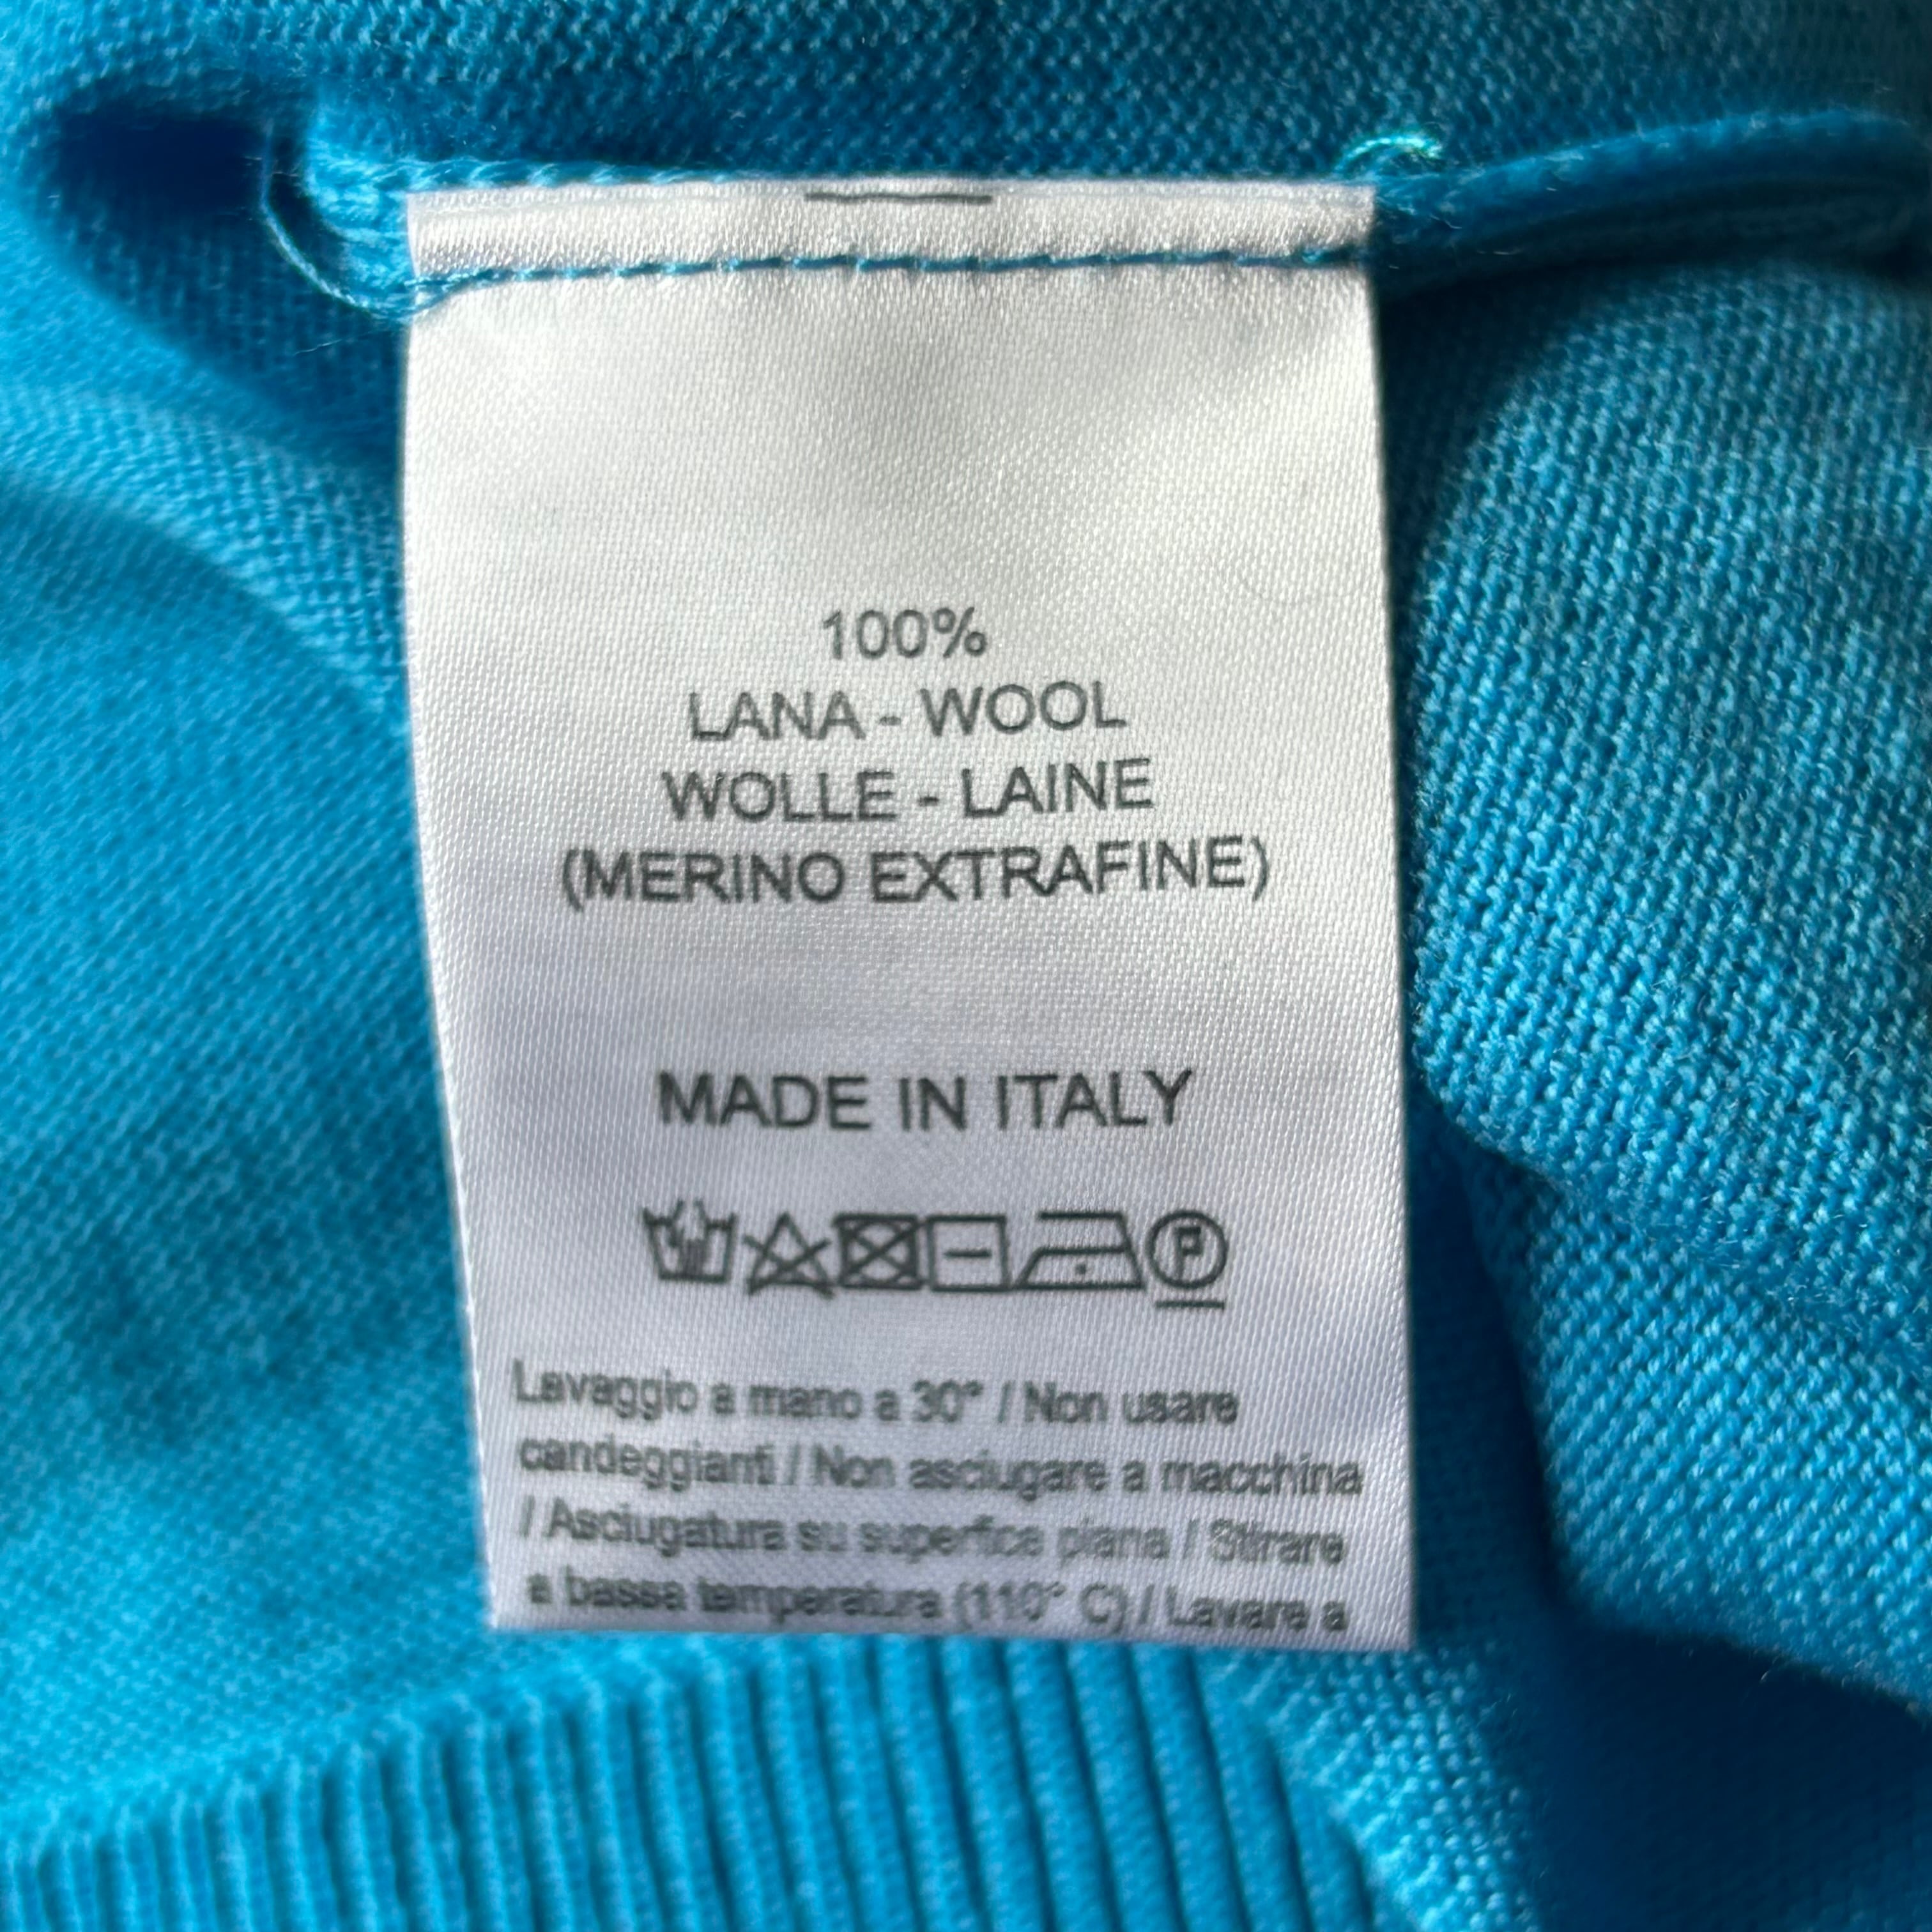 100%
LANA - WOOL
WOLLE - LAINE
(MERINO EXTRAFINE)
MADE IN ITALY
P
Lavaggio a mano a 30° / Non usare
candeggianti / Non asciugare a macchina
/ Asciugatura su superfice piana / Stirare
a bassa temperatura (110° C) / Lavare a